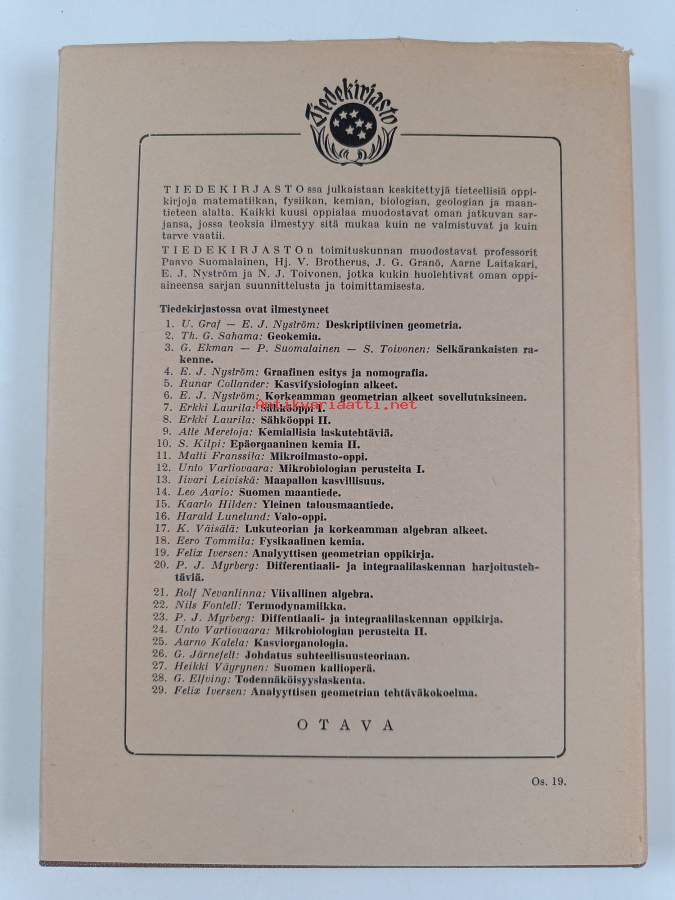 Tiedekirjasto
TIEDEKIRJASTOssa julkaistaan keskitettyjä tieteellisiä oppi-
kirjoja matematiikan, fysiikan, kemian, biologian, geologian ja maan-
tieteen alalta. Kaikki kuusi oppialaa muodostavat oman jatkuvan sar-
jansa, jossa teoksia ilmestyy sitä mukaa kuin ne valmistuvat ja kuin
tarve vaatii.
TIEDEKIRJASTOn toimituskunnan muodostavat professorit
Paavo Suomalainen, Hj. V. Brotherus, J. G. Granö, Aarne Laitakari,
E. J. Nyström ja N. J. Toivonen, jotka kukin huolehtivat oman oppi-
aineensa sarjan suunnittelusta ja toimittamisesta.
Tiedekirjastossa ovat ilmestyneet
1. U. Graf — E. J. Nyström: Deskriptiivinen geometria.
2. Th. G. Sahama: Geokemia.
3. G. Ekman — P. Suomalainen — S. Toivonen: Selkärankaisten ra-
kenne.
4. E. J. Nyström: Graafinen esitys ja nomografia.
5. Runar Collander: Kasvifysiologian alkeet.
6. E. J. Nyström: Korkeamman geometrian alkeet sovellutuksineen.
7. Erkki Laurila: Sähköoppi I.
Antikvariaatti.net
8. Erkki Laurila: Sähköoppi II.
9. Alle Meretoja: Kemiallisia laskutehtäviä.
10. S. Kilpi: Epäorgaaninen kemia II.
11. Matti Franssila: Mikroilmasto-oppi.
12. Unto Vartiovaara: Mikrobiologian perusteita I.
13. Iivari Leiviskä: Maapallon kasvillisuus.
14. Leo Aario: Suomen maantiede.
15. Kaarlo Hilden: Yleinen talousmaantiede.
16. Harald Lunelund: Valo-oppi.
17. K. Väisälä: Lukuteorian ja korkeamman algebran alkeet.
18. Eero Tommila: Fysikaalinen kemia.
19. Felix Iversen: Analyyttisen geometrian oppikirja.
20. P. J. Myrberg: Differentiaali- ja integraalilaskennan harjoitusteh-
täviä.
21. Rolf Nevanlinna: Viivallinen algebra.
22. Nils Fontell: Termodynamiikka.
23. P. J. Myrberg: Diffentiaali- ja integraalilaskennan oppikirja.
24. Unto Vartiovaara: Mikrobiologian perusteita II.
25. Aarno Kalela: Kasviorganologia.
26. G. Järnefelt: Johdatus suhteellisuusteoriaan.
27. Heikki Väyrynen: Suomen kallioperä.
28. G. Elfving: Todennäköisyyslaskenta.
29. Felix Iversen: Analyyttisen geometrian tehtäväkokoelma.
OTAVA
Os. 19.